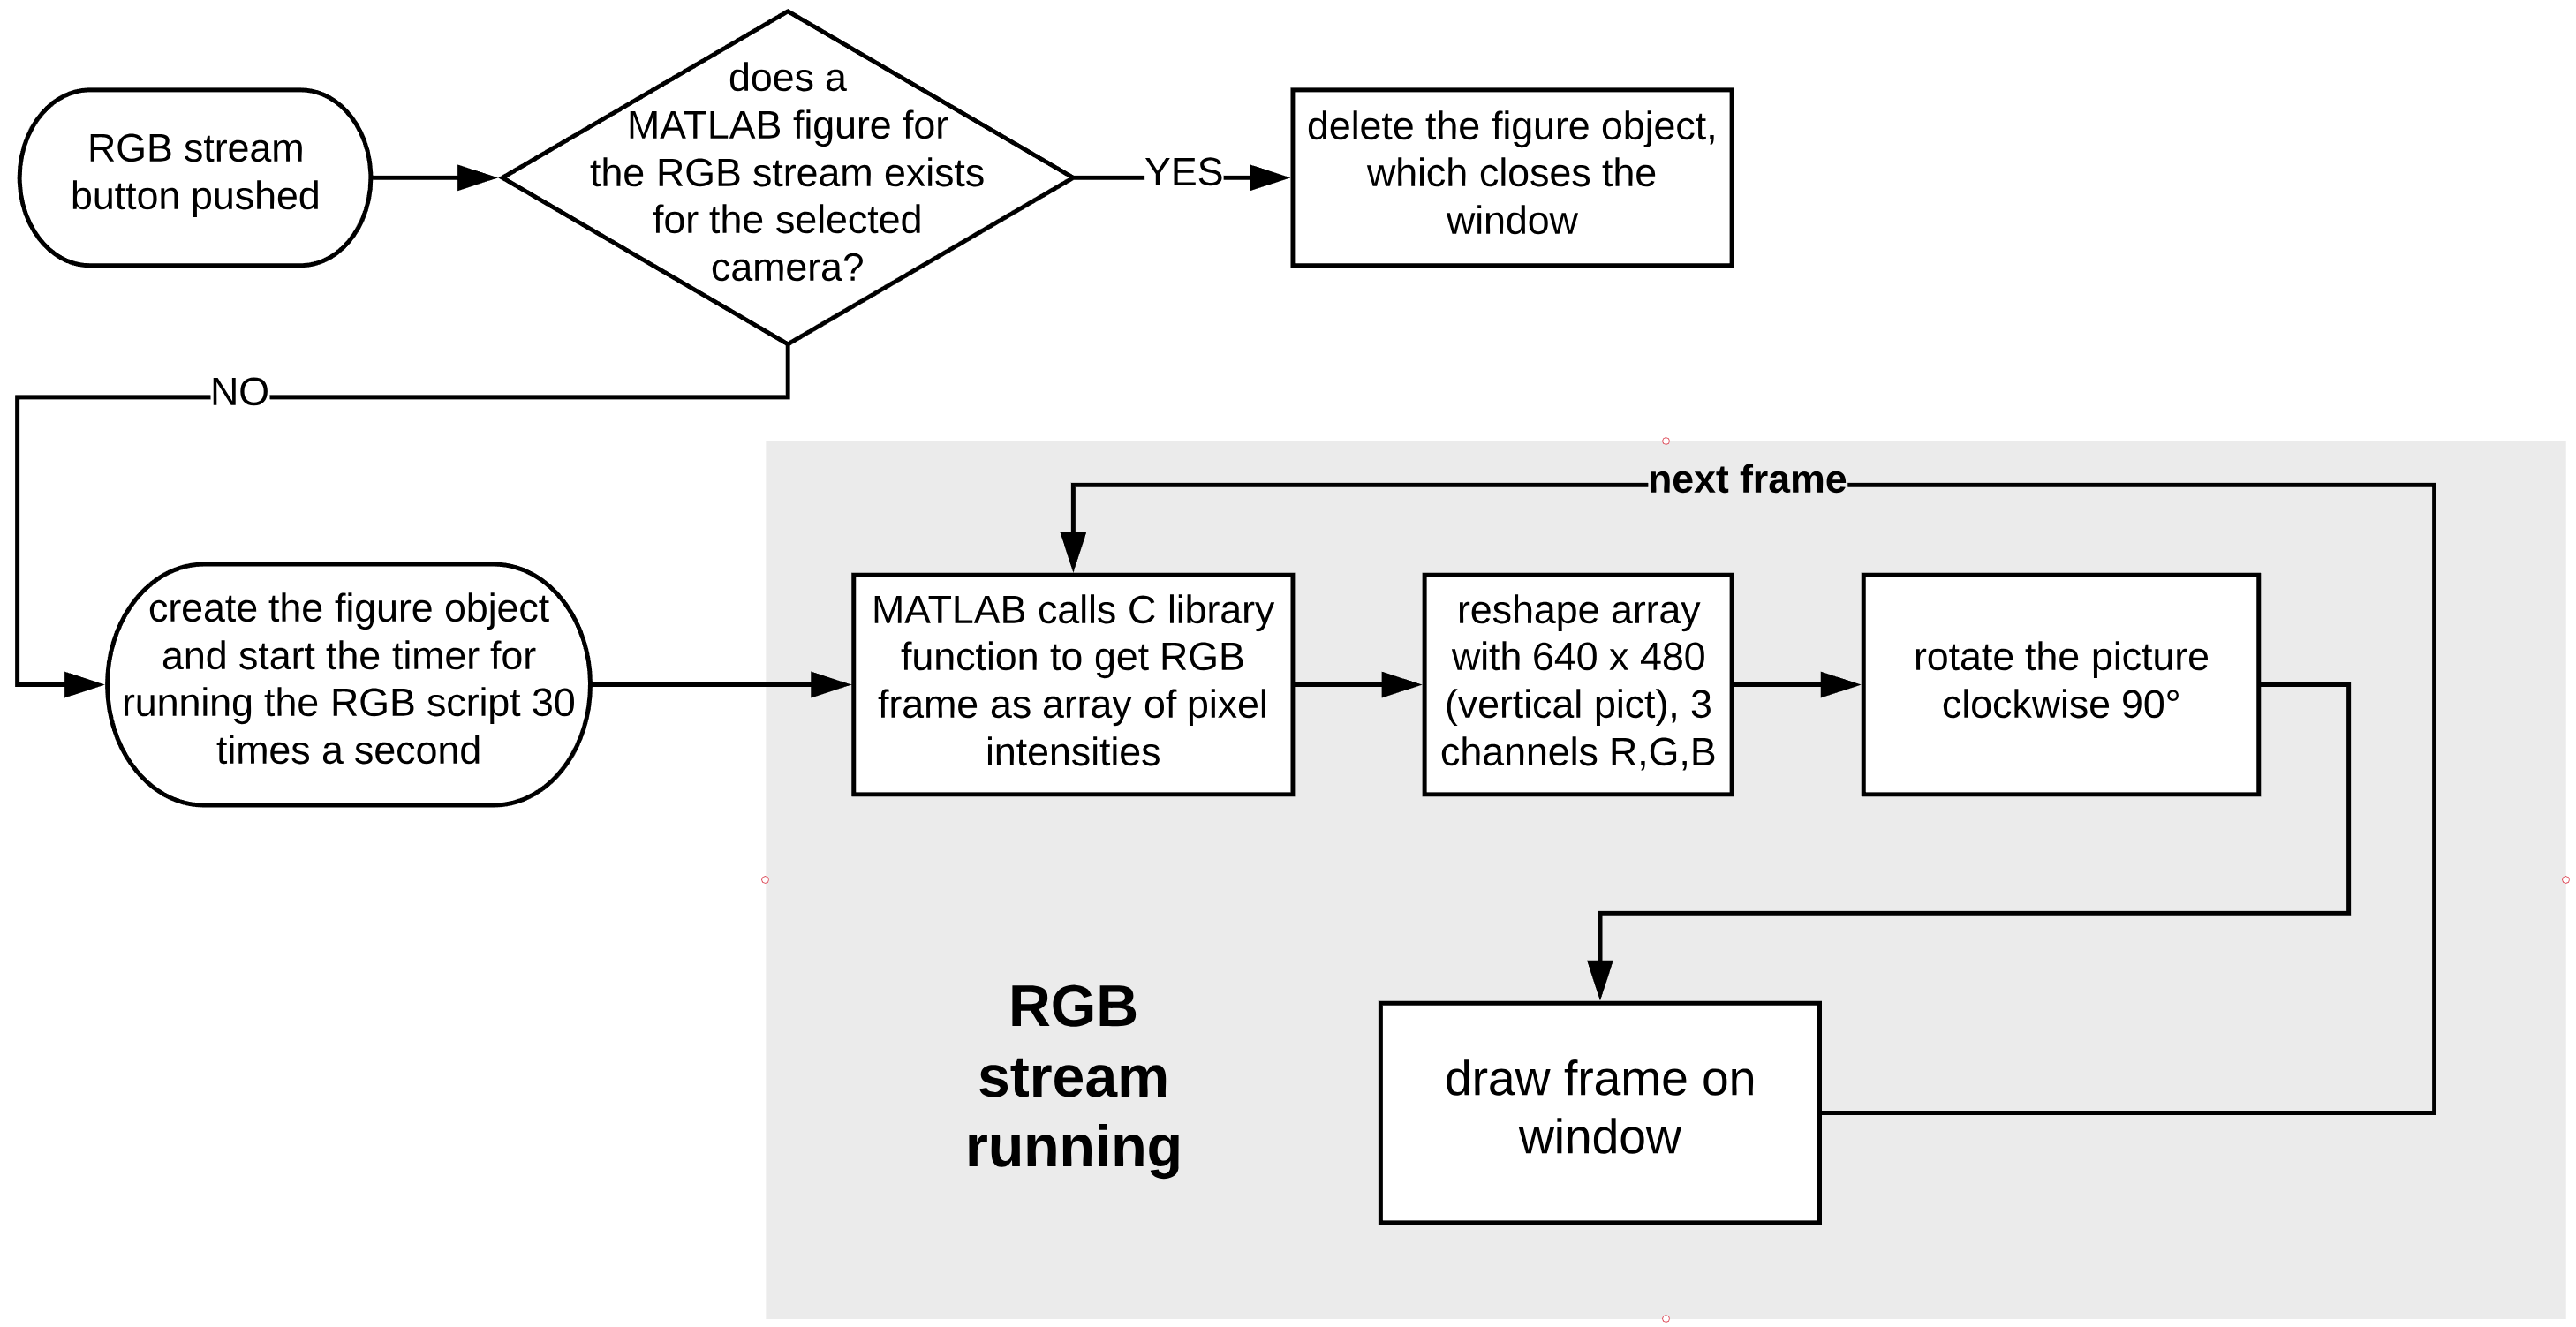 RGB stream
button pushed
does a
MATLAB figure for
the RGB stream exists
for the selected
camera?
YES
delete the figure object,
which closes the
window
NO
next frame
create the figure object
and start the timer for
running the RGB script 30
times a second
MATLAB calls C library
function to get RGB
frame as array of pixel
intensities
reshape array
with 640 x 480
(vertical pict), 3
channels R,G,B
rotate the picture
clockwise 90°
RGB
stream
running
draw frame on
window